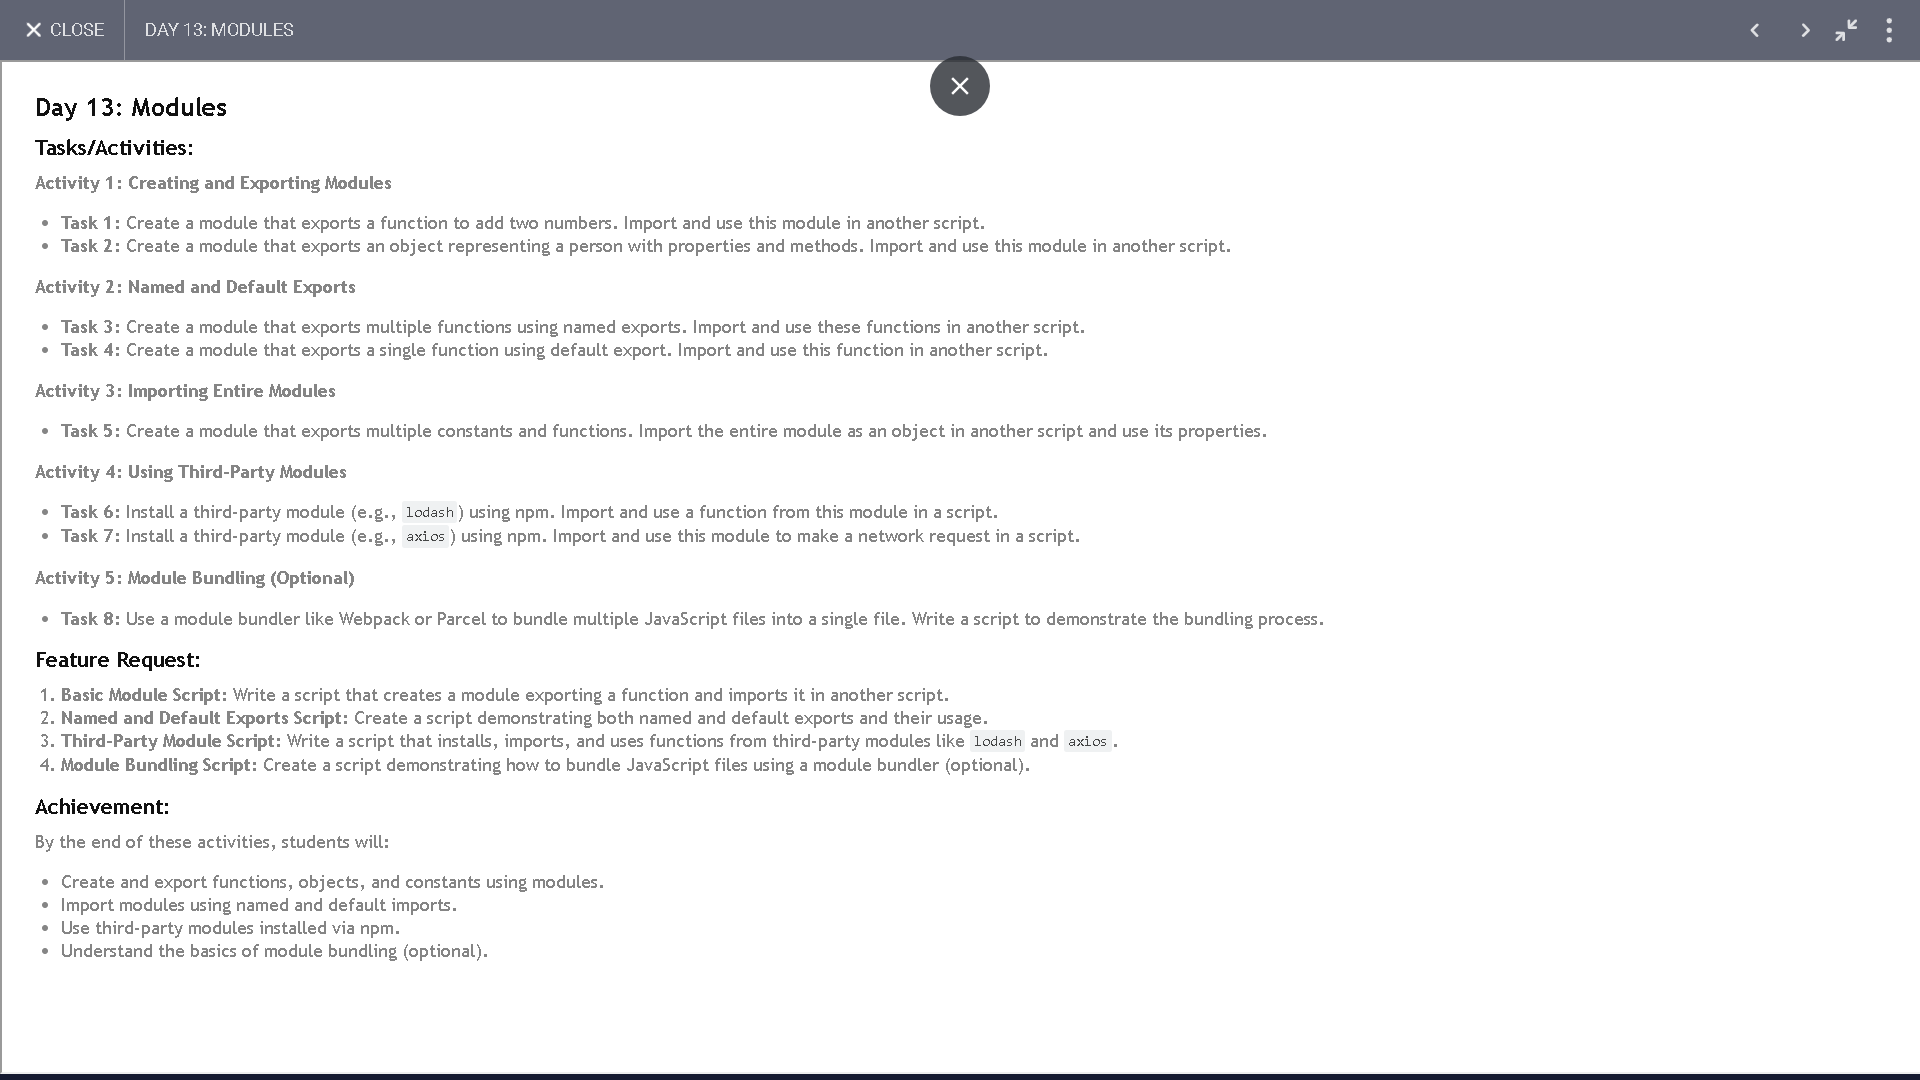 CLOSE
DAY 13: MODULES
Day 13: Modules
Tasks/Activities:
Activity 1: Creating and Exporting Modules
• Task 1: Create a module that exports a function to add two numbers. Import and use this module in another script.
• Task 2: Create a module that exports an object representing a person with properties and methods. Import and use this module in another script.
Activity 2: Named and Default Exports
• Task 3: Create a module that exports multiple functions using named exports. Import and use these functions in another script.
• Task 4: Create a module that exports a single function using default export. Import and use this function in another script.
Activity 3: Importing Entire Modules
• Task 5: Create a module that exports multiple constants and functions. Import the entire module as an object in another script and use its properties.
Activity 4: Using Third-Party Modules
• Task 6: Install a third-party module (e.g., lodash) using npm. Import and use a function from this module in a script.
• Task 7: Install a third-party module (e.g., axios) using npm. Import and use this module to make a network request in a script.
Activity 5: Module Bundling (Optional)
• Task 8: Use a module bundler like Webpack or Parcel to bundle multiple JavaScript files into a single file. Write a script to demonstrate the bundling process.
Feature Request:
1. Basic Module Script: Write a script that creates a module exporting a function and imports it in another script.
2. Named and Default Exports Script: Create a script demonstrating both named and default exports and their usage.
3. Third-Party Module Script: Write a script that installs, imports, and uses functions from third-party modules like lodash and axios.
4. Module Bundling Script: Create a script demonstrating how to bundle JavaScript files using a module bundler (optional).
Achievement:
By the end of these activities, students will:
• Create and export functions, objects, and constants using modules.
• Import modules using named and default imports.
• Use third-party modules installed via npm.
• Understand the basics of module bundling (optional).